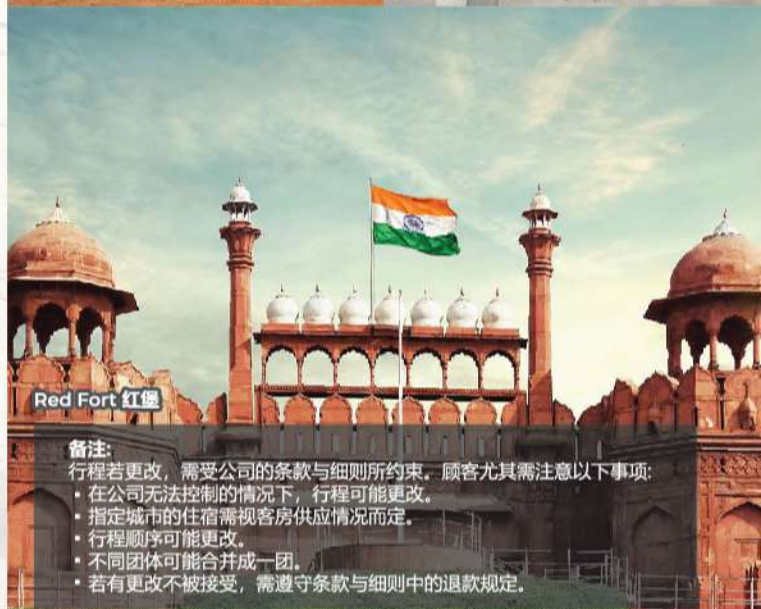 Red Fort 红堡
备注:
行程若更改，需受公司的条款与细则所约束。顾客尤其需注意以下事项:
▪ 在公司无法控制的情况下，行程可能更改。
▪ 指定城市的住宿需视客房供应情况而定。
▪ 行程顺序可能更改。
▪ 不同团体可能合并成一团。
▪ 若有更改不被接受，需遵守条款与细则中的退款规定。